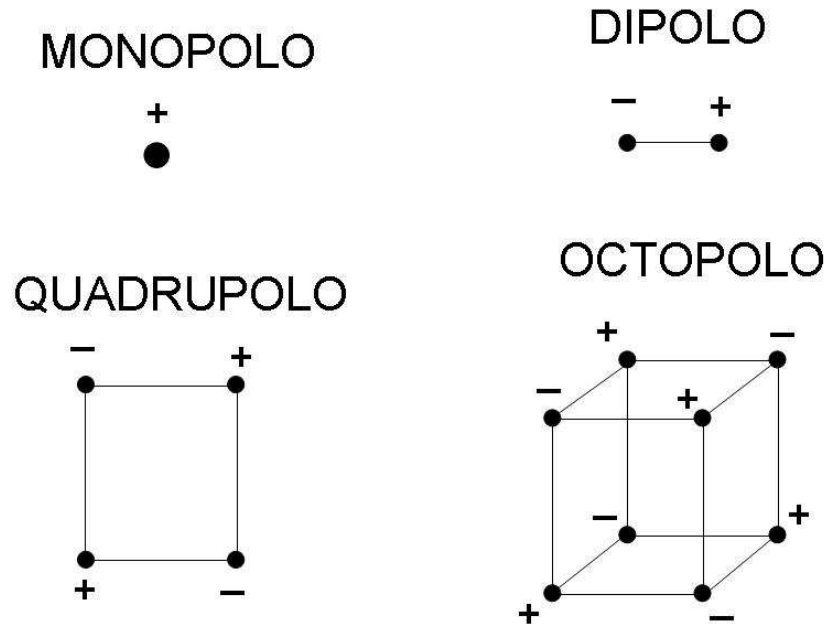 MONOPOLO
+
DIPOLO
− +
QUADRUPOLO
− +
+ −
OCTOPOLO
+ −
− +
− +
+ −